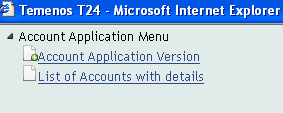 Temenos T24 - Microsoft Internet Explorer
Account Application Menu
Account Application Version
List of Accounts with details